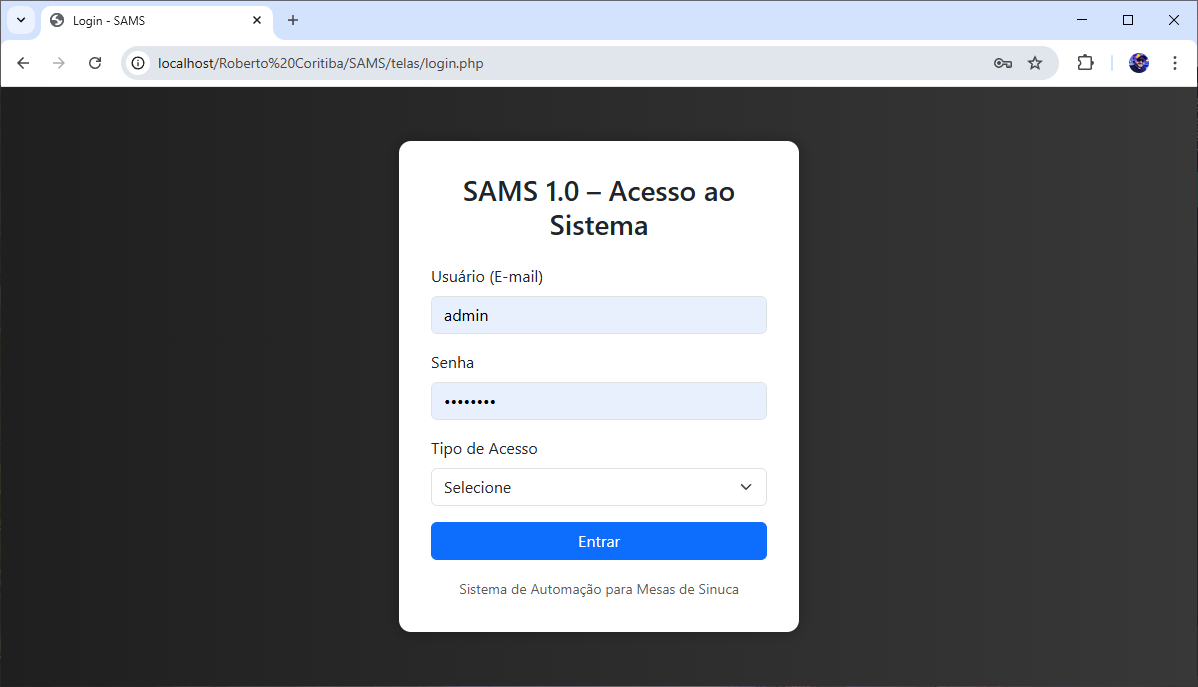 Login - SAMS
localhost/Roberto%20Coritiba/SAMS/telas/login.php
SAMS 1.0 – Acesso ao
Sistema
Usuário (E-mail)
admin
Senha
••••••••
Tipo de Acesso
Selecione
Entrar
Sistema de Automação para Mesas de Sinuca